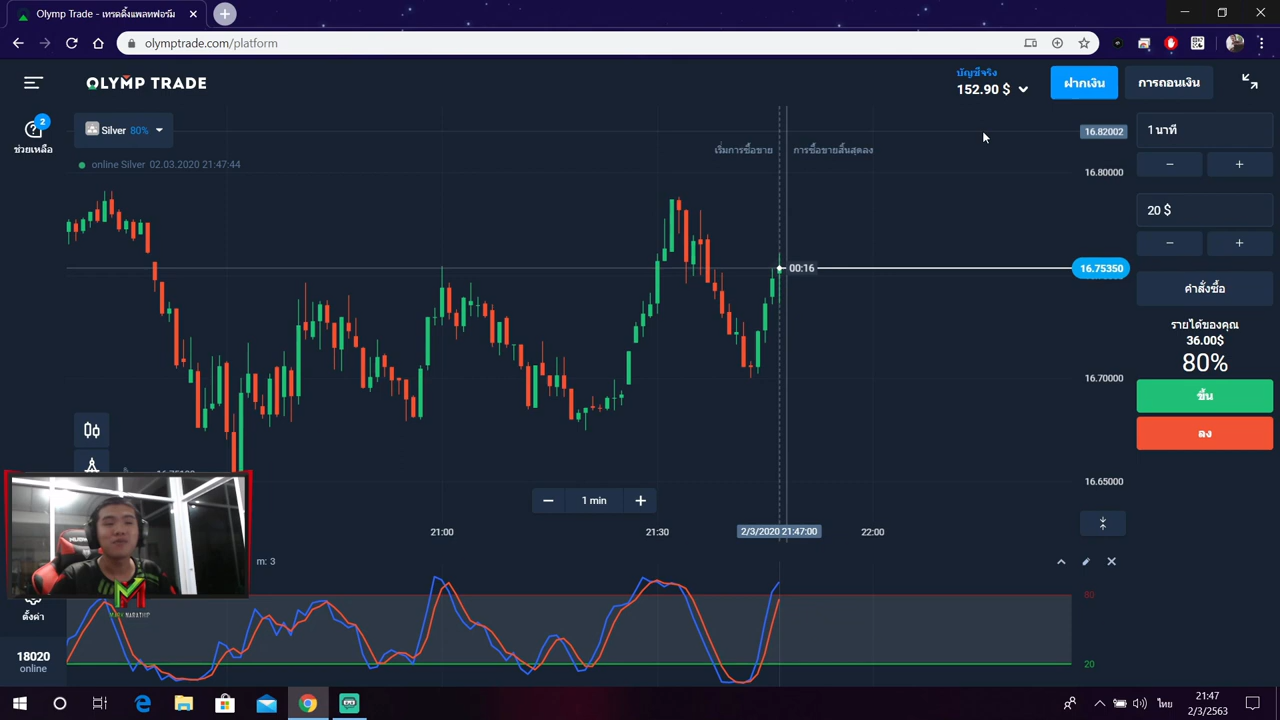 Olymp Trade - เทรดดิ้งแพลทฟอร์ม
olymptrade.com/platform
OLYMP TRADE
บัญชีจริง
152.90 $
ฝากเงิน
การถอนเงิน
2
ช่วยเหลือ
Silver 80%
online Silver 02.03.2020 21:47:44
เริ่มการซื้อขาย
การซื้อขายสิ้นสุดลง
16.82002
16.80000
16.75350
16.70000
16.65000
00:16
1 นาที
20 $
คำสั่งซื้อ
รายได้ของคุณ
36.00$
80%
ขึ้น
ลง
1 min
21:00
21:30
2/3/2020 21:47:00
22:00
m: 3
80
20
ตั้งค่า
18020
online
ไทย
21:47
2/3/2563